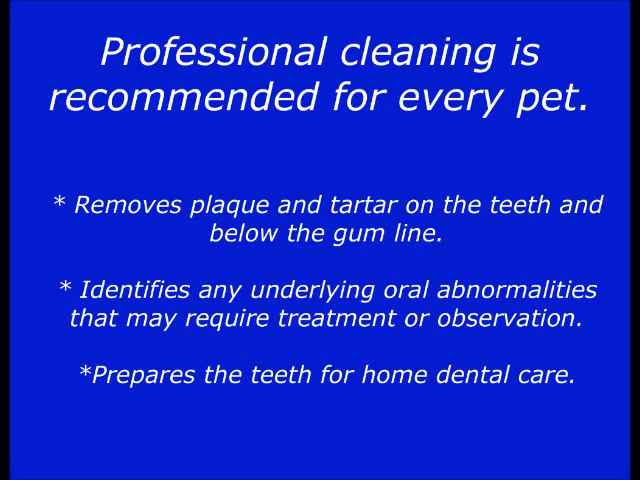 Professional cleaning is
recommended for every pet.
* Removes plaque and tartar on the teeth and
below the gum line.
* Identifies any underlying oral abnormalities
that may require treatment or observation.
*Prepares the teeth for home dental care.